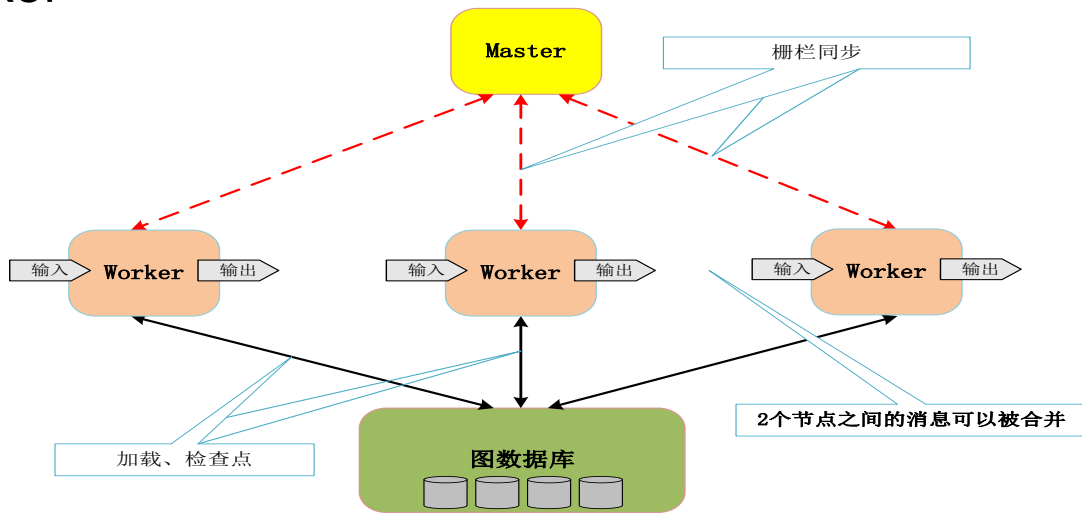 Master
栅栏同步
输入
Worker
输出
输入
Worker
输出
输入
Worker
输出
2个节点之间的消息可以被合并
加载、检查点
图数据库